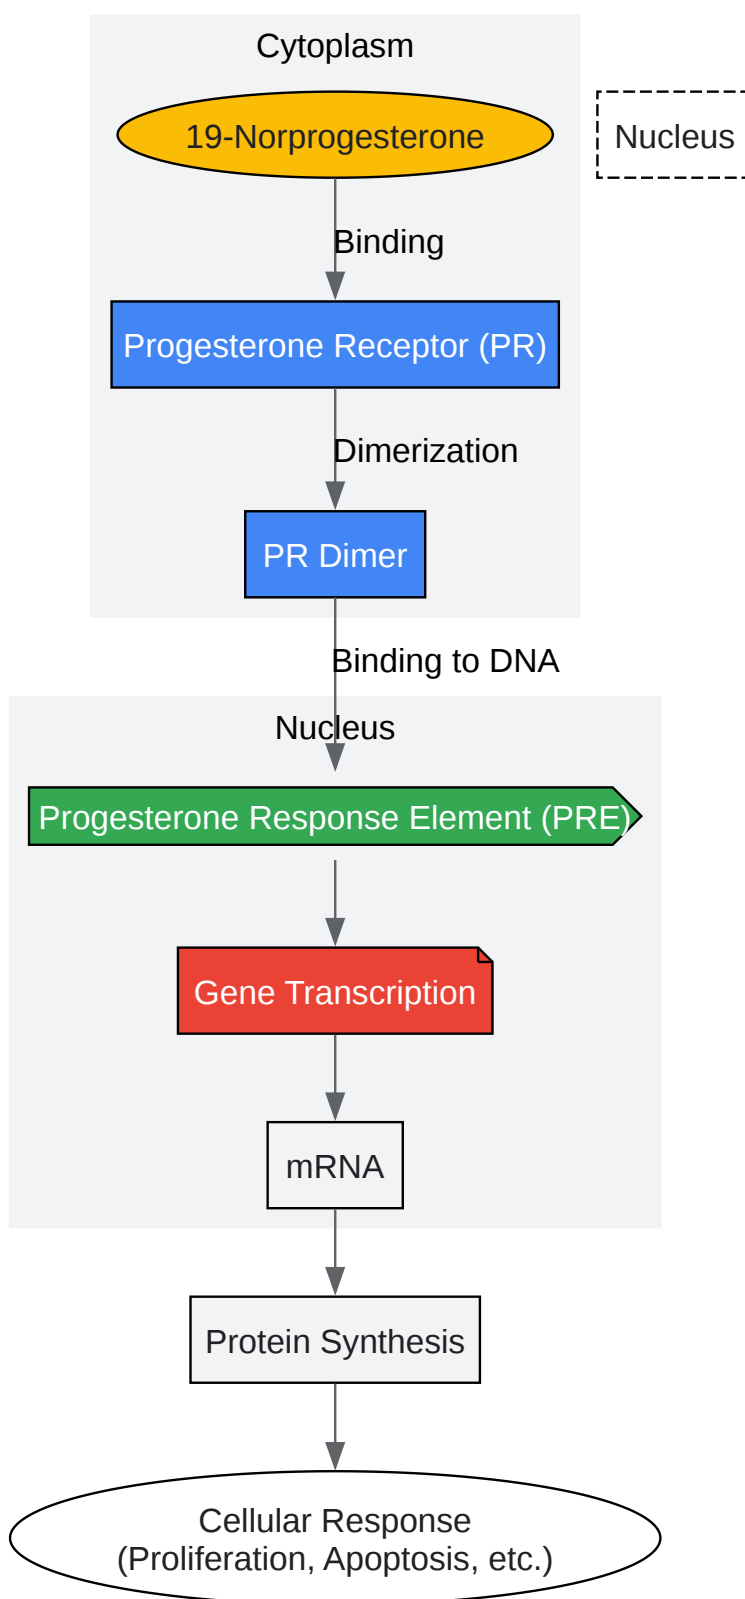 Cytoplasm
19-Norprogesterone
Nucleus
Binding
Progesterone Receptor (PR)
Dimerization
PR Dimer
Binding to DNA
Nucleus
Progesterone Response Element (PRE)
Gene Transcription
mRNA
Protein Synthesis
Cellular Response
(Proliferation, Apoptosis, etc.)